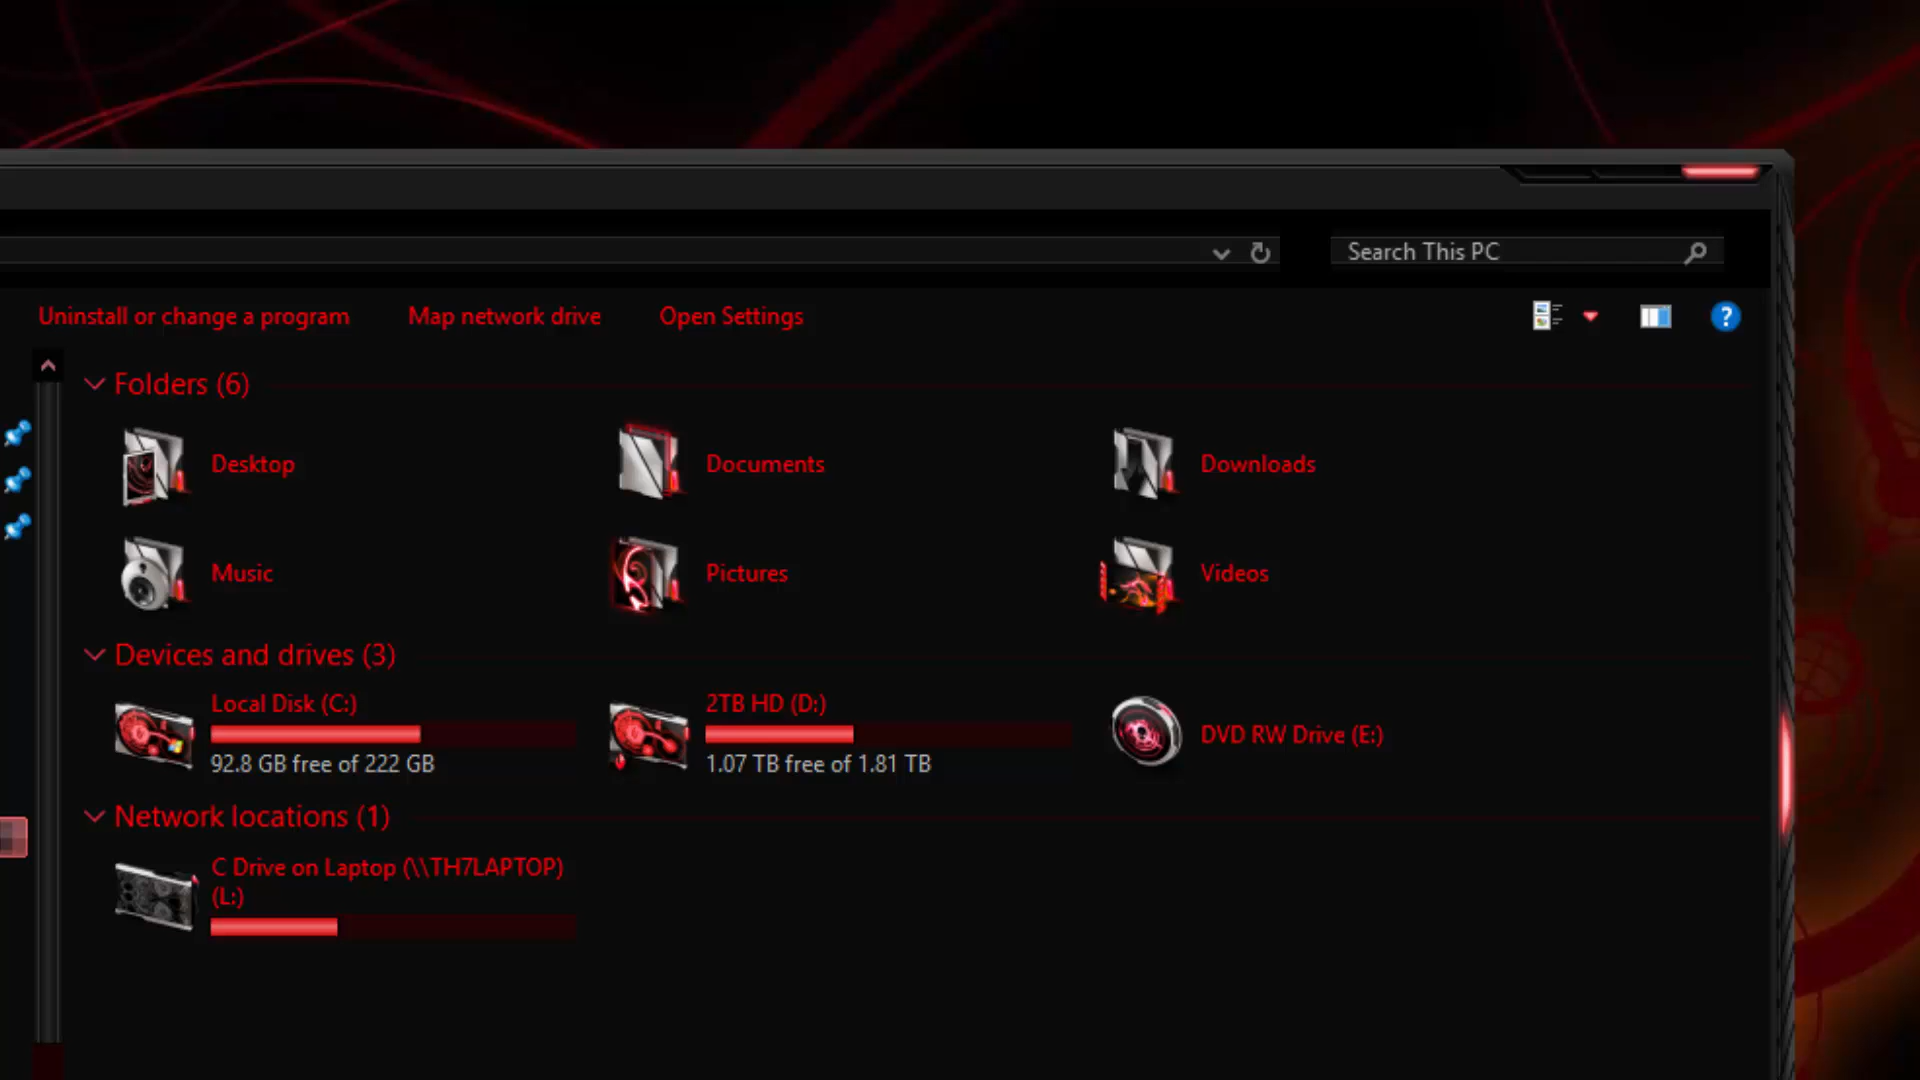 Search This PC
Uninstall or change a program Map network drive Open Settings
?
Folders (6)
Desktop Documents Downloads
Music Pictures Videos
Devices and drives (3)
Local Disk (C:) 2TB HD (D:)
DVD RW Drive (E:)
92.8 GB free of 222 GB 1.07 TB free of 1.81 TB
Network locations (1)
C Drive on Laptop (\\TH7LAPTOP)
(L:)